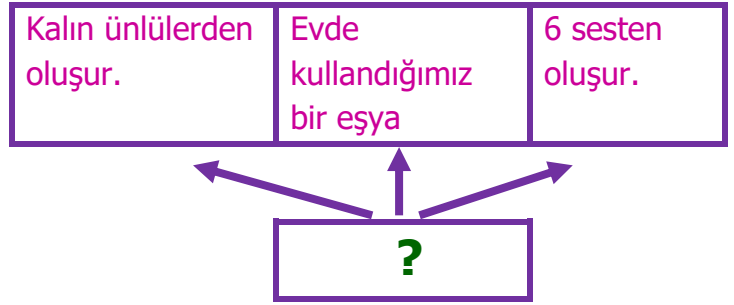 Kalın ünlülerden
oluşur.
Evde
kullandığımız
bir eşya
6 sesten
oluşur.
?